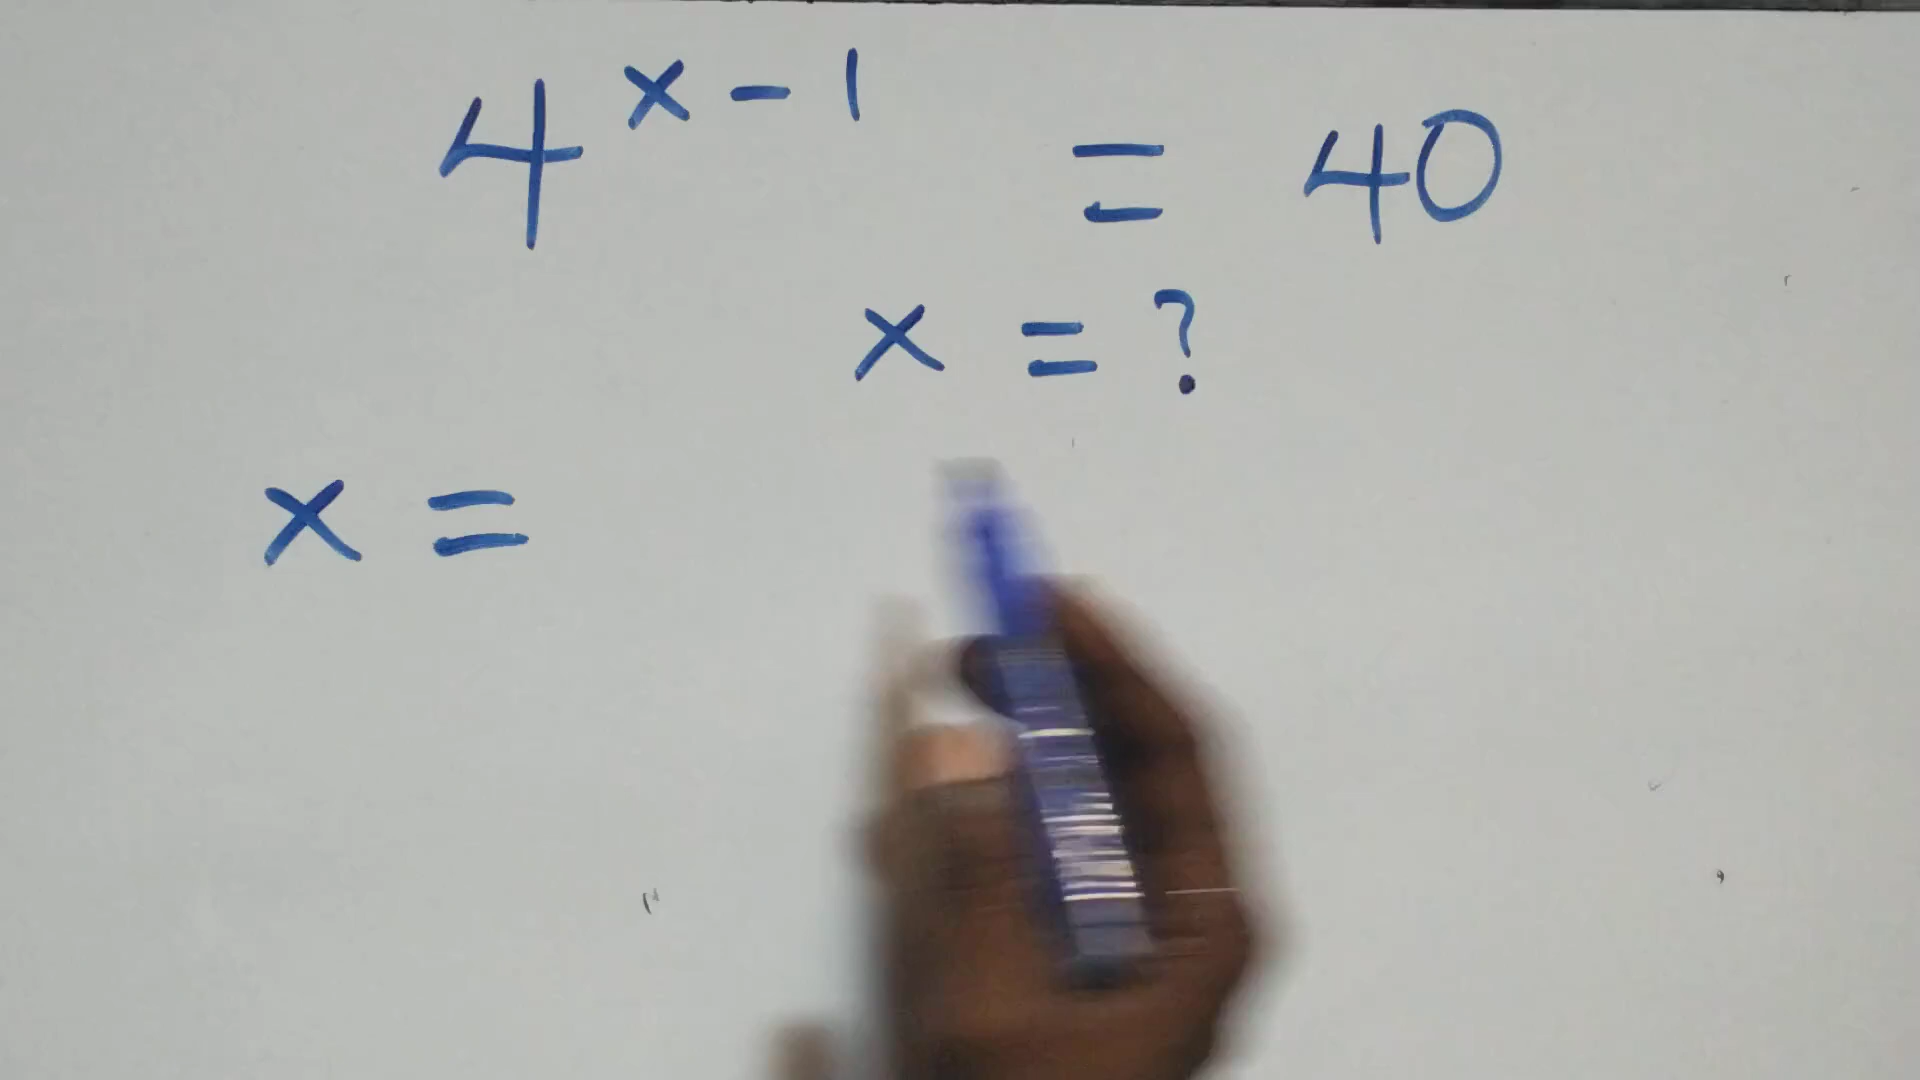 4^{x-1} = 40
x = ?
x =